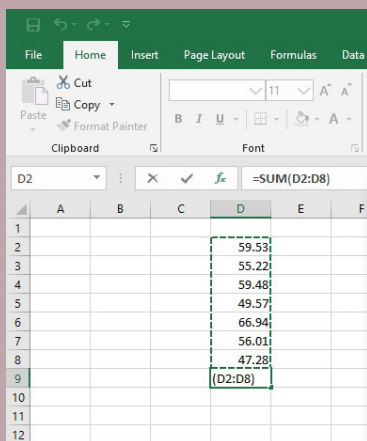 File Home Insert Page Layout Formulas Data
Cut
Copy
Paste
Format Painter
Clipboard
11 A A
B I U A
Font
D2 fx =SUM(D2:D8)
A B C D E F
1
2 59.53
3 55.22
4 59.48
5 49.57
6 66.94
7 56.01
8 47.28
9 (D2:D8)
10
11
12